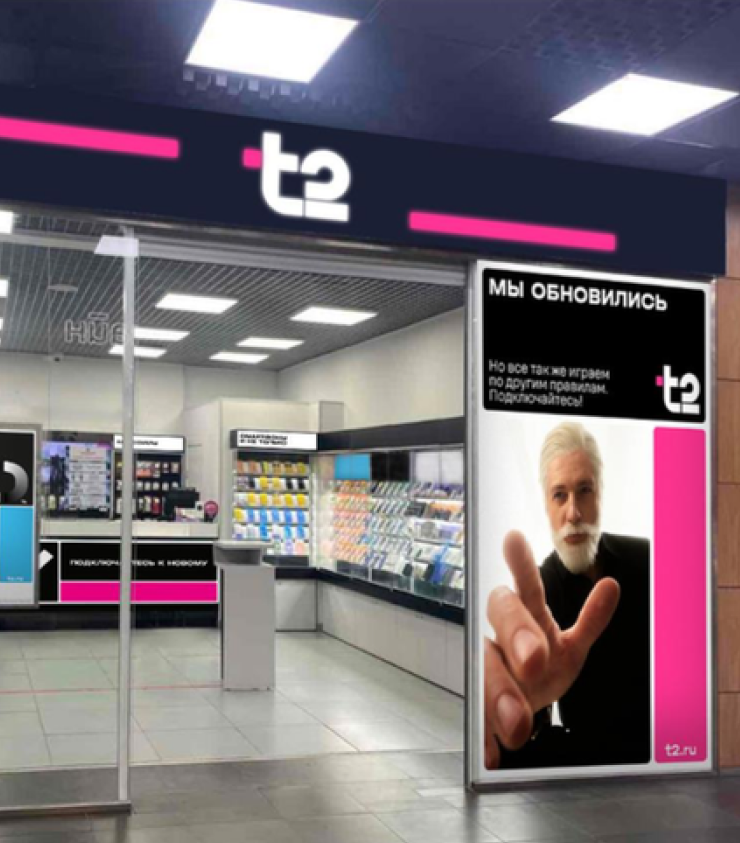 t2
МЫ ОБНОВИЛИСЬ
Но все так же играем
по другим правилам.
Подключайтесь!
t2
СМАРТФОНЫ
И НЕ ТОЛЬКО
ПОДКЛЮЧАЙТЕСЬ К НОВОМУ
t2.ru